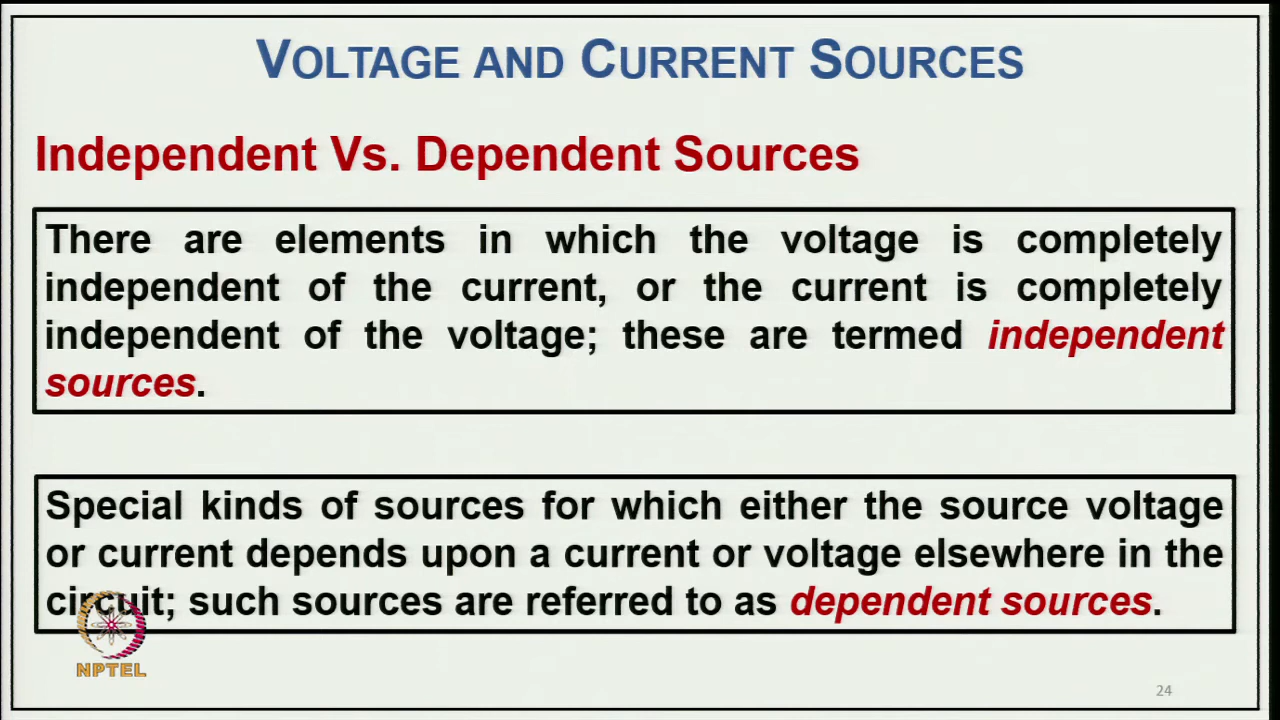 VOLTAGE AND CURRENT SOURCES
Independent Vs. Dependent Sources
There are elements in which the voltage is completely
independent of the current, or the current is completely
independent of the voltage; these are termed independent
sources.
Special kinds of sources for which either the source voltage
or current depends upon a current or voltage elsewhere in the
circuit; such sources are referred to as dependent sources.
NPTEL
24